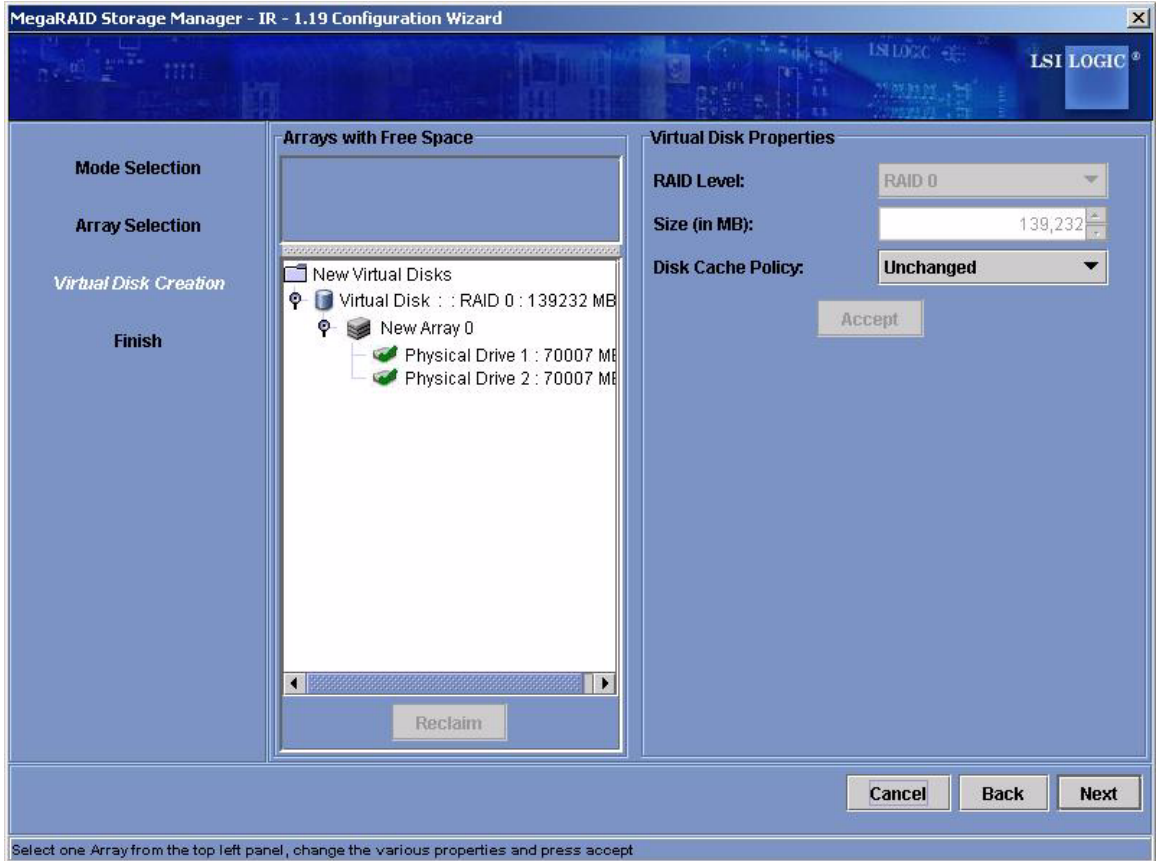 MegaRAID Storage Manager - IR - 1.19 Configuration Wizard
LSI LOGIC
LSI LOGIC ®
Mode Selection
Array Selection
Virtual Disk Creation
Finish
Arrays with Free Space
New Virtual Disks
Virtual Disk : : RAID 0 : 139232 MB
New Array 0
Physical Drive 1 : 70007 MB
Physical Drive 2 : 70007 MB
Reclaim
Virtual Disk Properties
RAID Level: RAID 0
Size (in MB): 139,232
Disk Cache Policy: Unchanged
Accept
Cancel Back Next
Select one Array from the top left panel, change the various properties and press accept